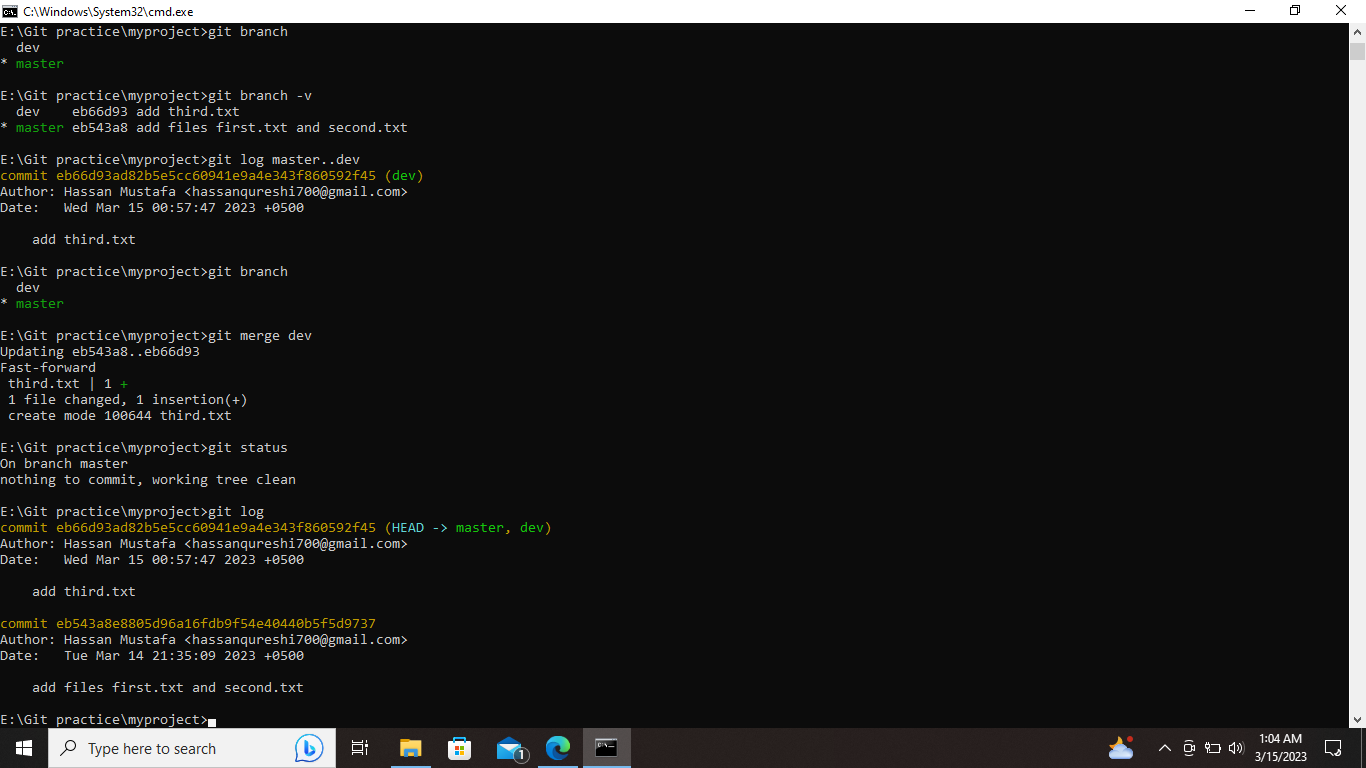 C:\Windows\System32\cmd.exe
E:\Git practice\myproject>git branch
  dev
* master
E:\Git practice\myproject>git branch -v
  dev    eb66d93 add third.txt
* master eb543a8 add files first.txt and second.txt
E:\Git practice\myproject>git log master..dev
commit eb66d93ad82b5e5cc60941e9a4e343f860592f45 (dev)
Author: Hassan Mustafa <hassanqureshi700@gmail.com>
Date:   Wed Mar 15 00:57:47 2023 +0500
    add third.txt
E:\Git practice\myproject>git branch
  dev
* master
E:\Git practice\myproject>git merge dev
Updating eb543a8..eb66d93
Fast-forward
 third.txt | 1 +
 1 file changed, 1 insertion(+)
 create mode 100644 third.txt
E:\Git practice\myproject>git status
On branch master
nothing to commit, working tree clean
E:\Git practice\myproject>git log
commit eb66d93ad82b5e5cc60941e9a4e343f860592f45 (HEAD -> master, dev)
Author: Hassan Mustafa <hassanqureshi700@gmail.com>
Date:   Wed Mar 15 00:57:47 2023 +0500
    add third.txt
commit eb543a8e8805d96a16fdb9f54e40440b5f5d9737
Author: Hassan Mustafa <hassanqureshi700@gmail.com>
Date:   Tue Mar 14 21:35:09 2023 +0500
    add files first.txt and second.txt
E:\Git practice\myproject>
Type here to search
1
1:04 AM
3/15/2023